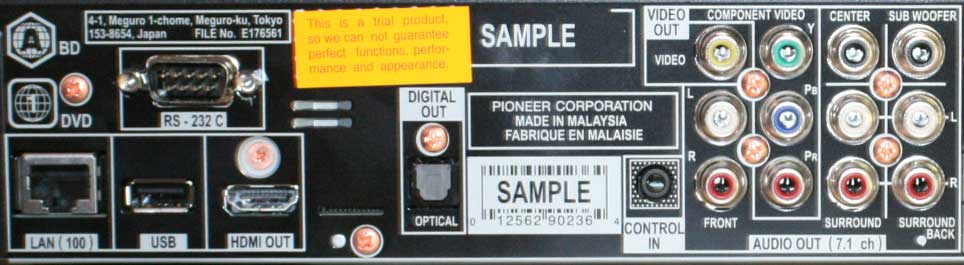 A
BD
4-1, Meguro 1-chome, Meguro-ku, Tokyo
153-8654, Japan FILE No. E176561
This is a trial product,
so we can not guarantee
perfect functions, perfor-
mance and appearance.
SAMPLE
VIDEO
OUT
COMPONENT VIDEO
CENTER
SUB WOOFER
VIDEO
Y
1
DVD
RS - 232 C
DIGITAL
OUT
PIONEER CORPORATION
MADE IN MALAYSIA
FABRIQUE EN MALAISIE
L
PB
L
R
PR
R
LAN ( 100 )
USB
HDMI OUT
OPTICAL
SAMPLE
0 12562 90236 4
CONTROL
IN
FRONT
SURROUND
SURROUND
BACK
AUDIO OUT ( 7.1 ch )